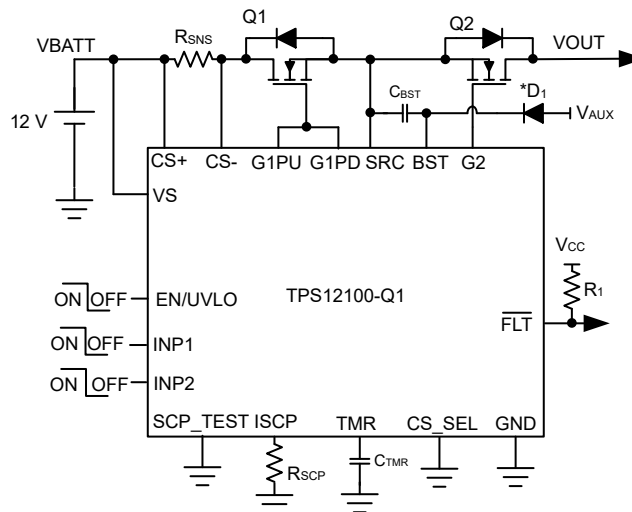 Q1
Q2
VBATT
RSNS
VOUT
CBST
*D1
VAUX
12 V
CS+
CS-
G1PU
G1PD
SRC
BST
G2
VS
VCC
ON
OFF
EN/UVLO
TPS12100-Q1
R1
ON
OFF
INP1
FLT
ON
OFF
INP2
SCP_TEST
ISCP
TMR
CS_SEL
GND
RSCP
CTMR